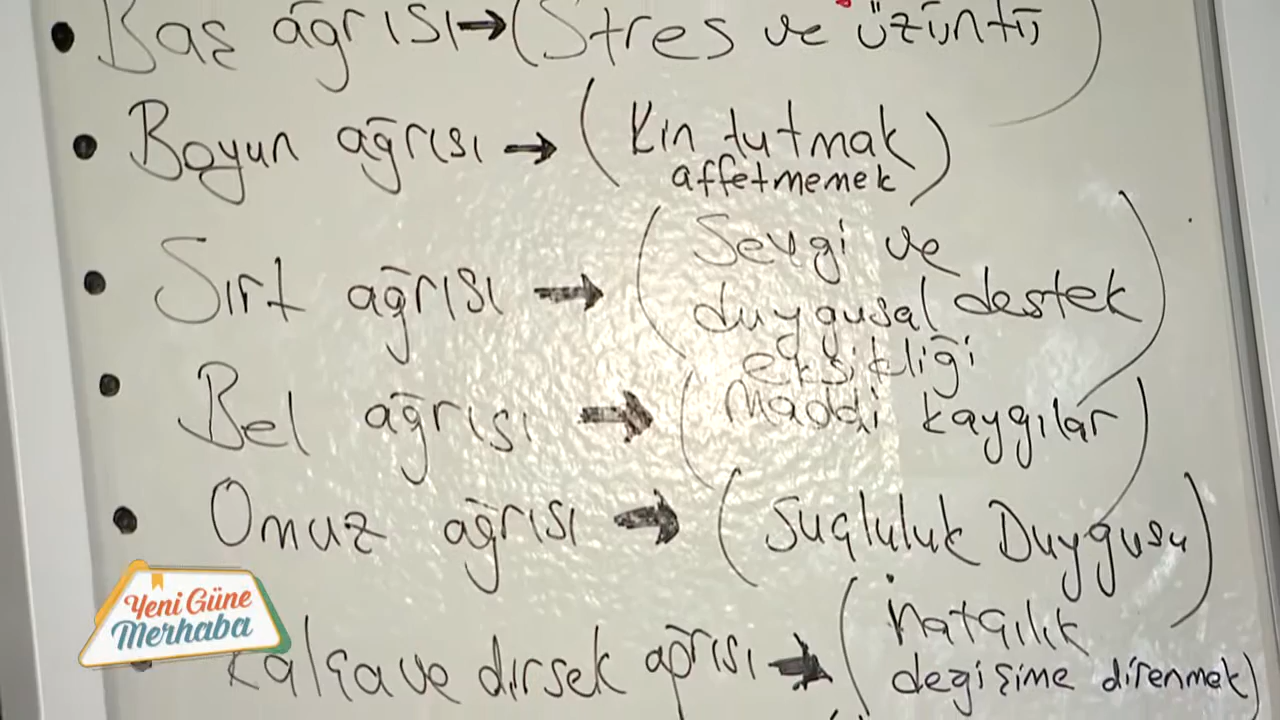 • Baş ağrısı → (Stres ve üzüntü)
• Boyun ağrısı → (Kin tutmak
affetmemek)
• Sırt ağrısı → (Sevgi ve
duygusal destek
eksikliği)
• Bel ağrısı → (Maddi kaygılar)
• Omuz ağrısı → (Suçluluk Duygusu)
• Kalça ve dirsek ağrısı → (inatçılık
değişime direnmek)
Yeni Güne
Merhaba